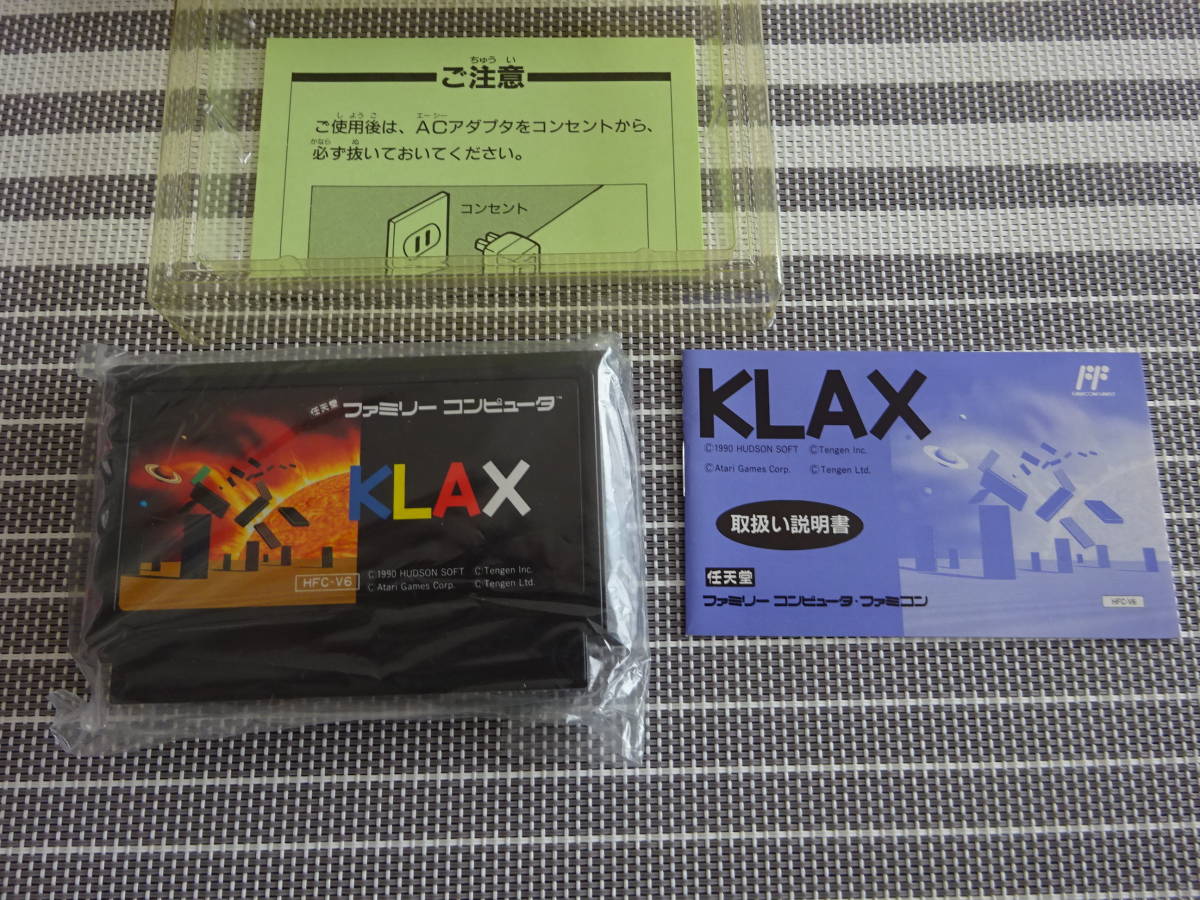 ちゅう い
ご注意
し よう ご
エーシー
ご使用後は、ACアダプタをコンセントから、
かなら ぬ
必ず抜いておいてください。
コンセント
任天堂 ファミリー コンピュータ™
KLAX
HFC-V6
©1990 HUDSON SOFT ©Tengen Inc.
©Atari Games Corp. ©Tengen Ltd.
KLAX
©1990 HUDSON SOFT ©Tengen Inc.
©Atari Games Corp. ©Tengen Ltd.
取扱い説明書
任天堂
ファミリー コンピュータ・ファミコン
HFC-V6